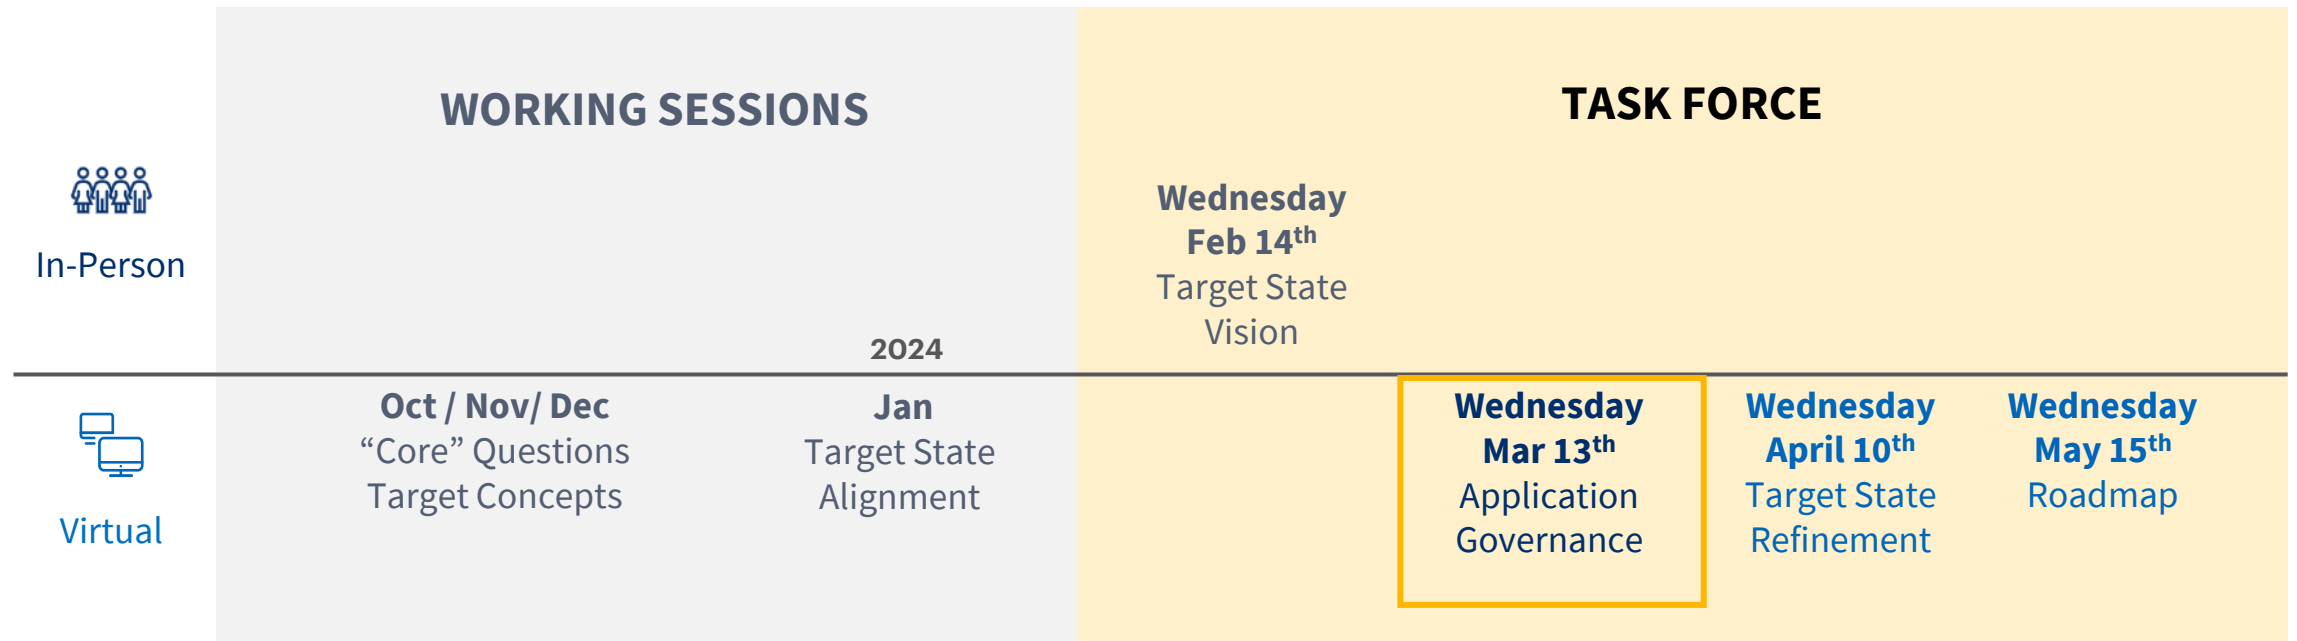 WORKING SESSIONS
TASK FORCE
In-Person
Wednesday
Feb 14th
Target State
Vision
2024
Virtual
Oct / Nov/ Dec
“Core” Questions
Target Concepts
Jan
Target State
Alignment
Wednesday
Mar 13th
Application
Governance
Wednesday
April 10th
Target State
Refinement
Wednesday
May 15th
Roadmap